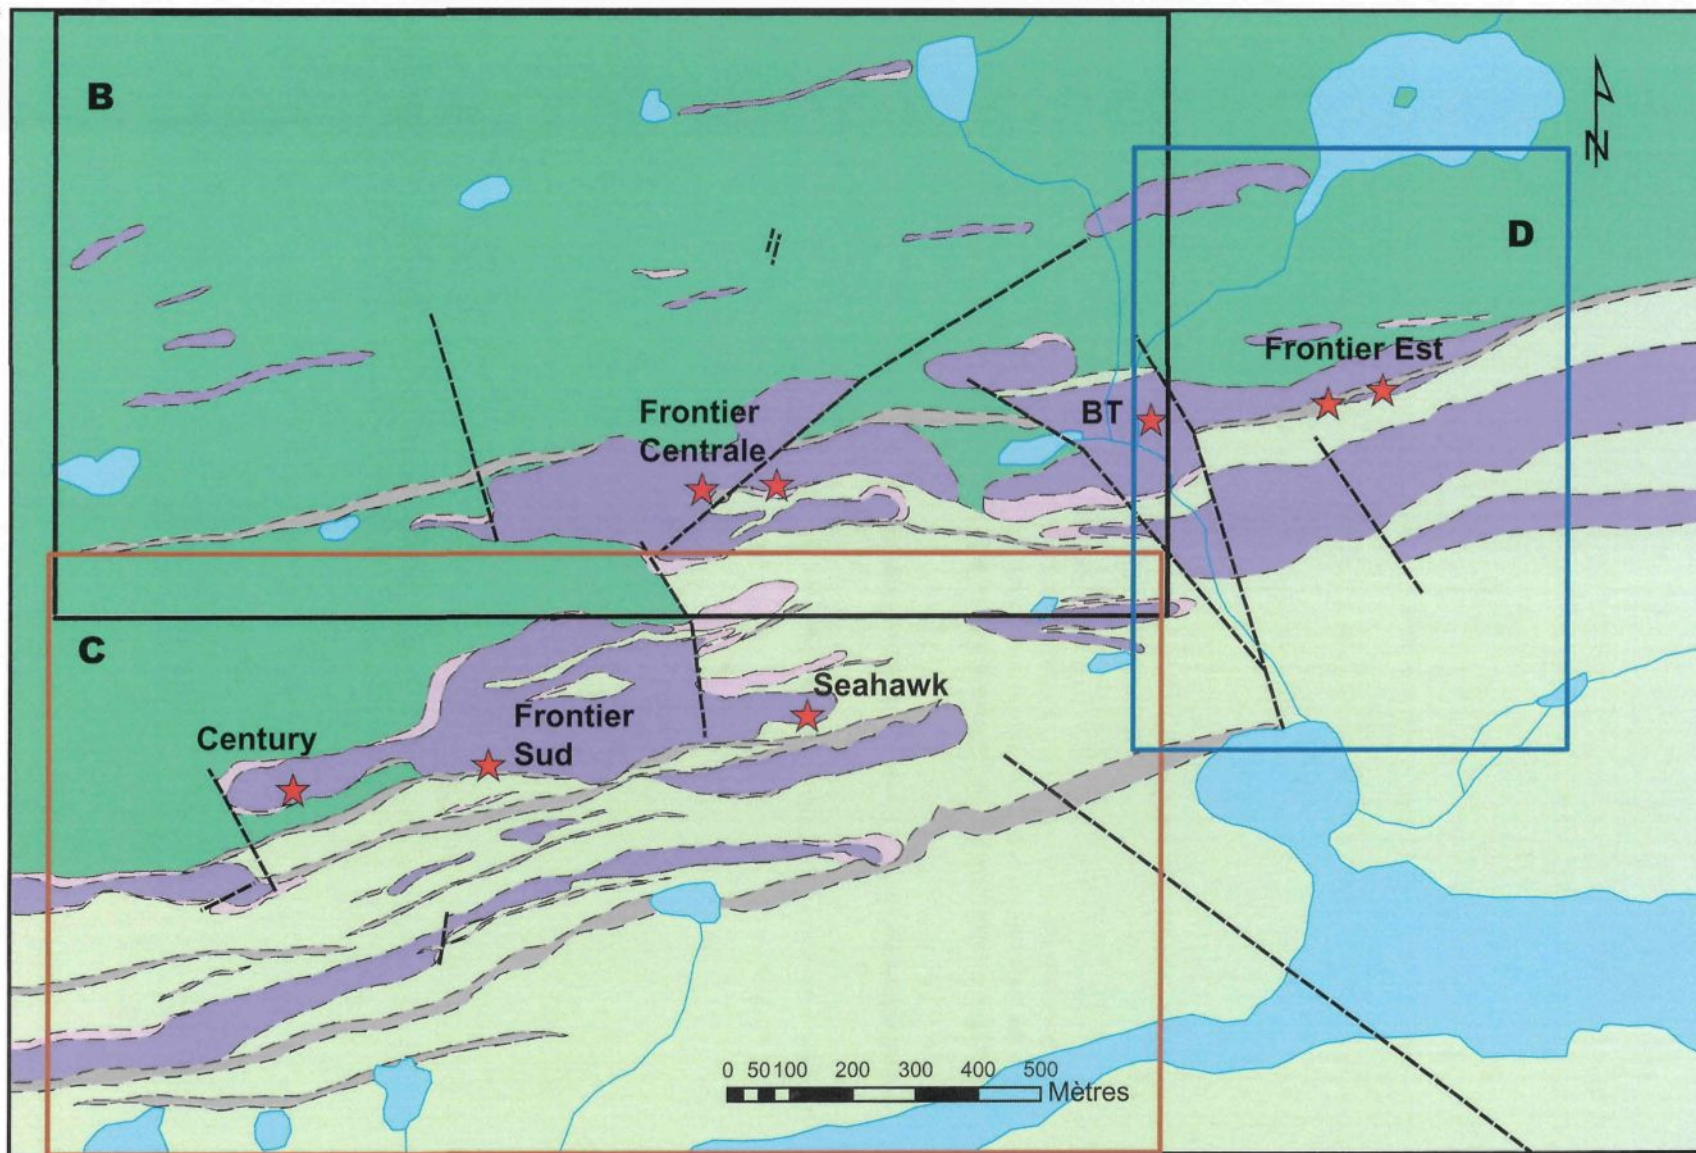 B
N
D
Frontier Est
Frontier
Centrale
BT
C
Seahawk
Frontier
Sud
Century
0 50 100 200 300 400 500
Mètres